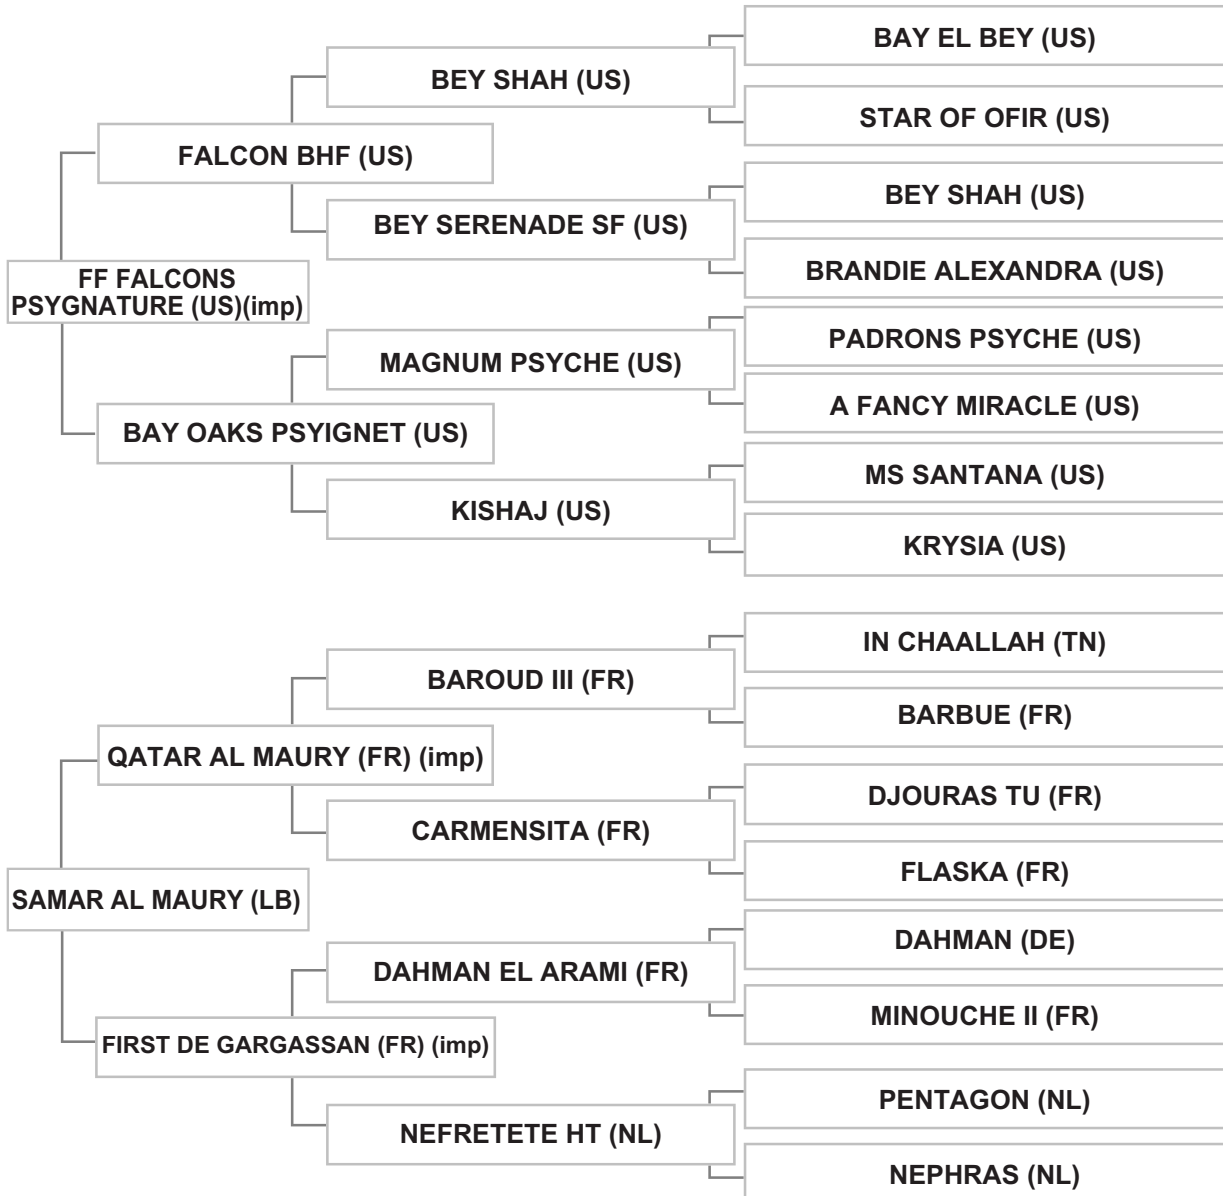 BAY EL BEY (US)
BEY SHAH (US)
STAR OF OFIR (US)
FALCON BHF (US)
BEY SHAH (US)
BEY SERENADE SF (US)
BRANDIE ALEXANDRA (US)
FF FALCONS
PSYGNATURE (US)(imp)
PADRONS PSYCHE (US)
MAGNUM PSYCHE (US)
A FANCY MIRACLE (US)
BAY OAKS PSYIGNET (US)
MS SANTANA (US)
KISHAJ (US)
KRYSIA (US)
IN CHAALLAH (TN)
BAROUD III (FR)
BARBUE (FR)
QATAR AL MAURY (FR) (imp)
DJOURAS TU (FR)
CARMENSITA (FR)
FLASKA (FR)
SAMAR AL MAURY (LB)
DAHMAN (DE)
DAHMAN EL ARAMI (FR)
MINOUCHE II (FR)
FIRST DE GARGASSAN (FR) (imp)
PENTAGON (NL)
NEFRETETE HT (NL)
NEPHRAS (NL)